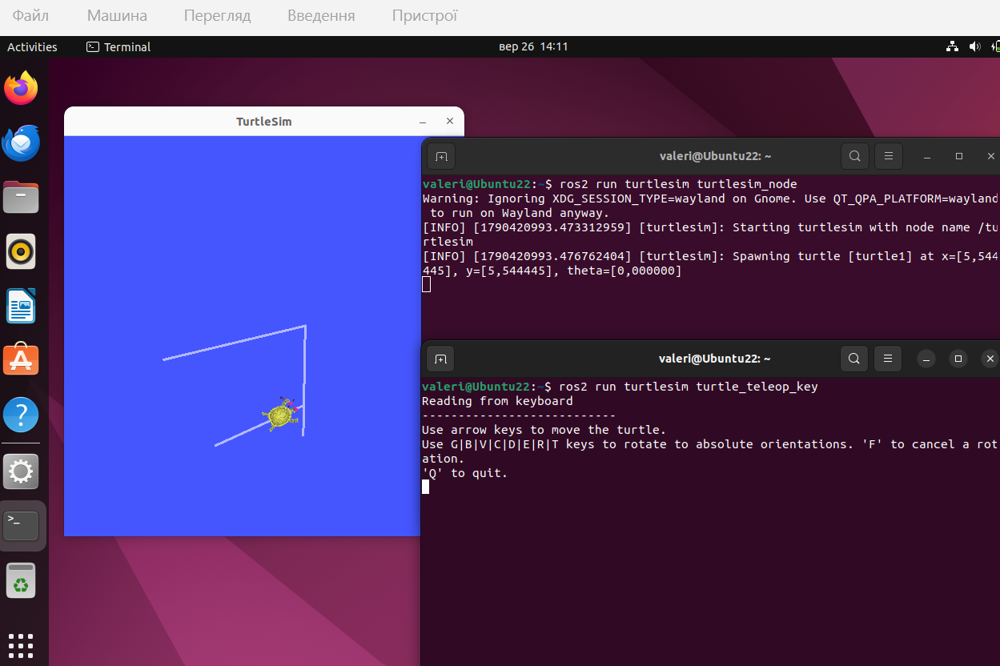 Файл Машина Перегляд Введення Пристрої
Activities Terminal вер 26 14:11
TurtleSim
valeri@Ubuntu22: ~
valeri@Ubuntu22:~$ ros2 run turtlesim turtlesim_node
Warning: Ignoring XDG_SESSION_TYPE=wayland on Gnome. Use QT_QPA_PLATFORM=wayland
to run on Wayland anyway.
[INFO] [1790420993.473312959] [turtlesim]: Starting turtlesim with node name /tu
rtlesim
[INFO] [1790420993.476762404] [turtlesim]: Spawning turtle [turtle1] at x=[5,544
445], y=[5,544445], theta=[0,000000]
valeri@Ubuntu22: ~
valeri@Ubuntu22:~$ ros2 run turtlesim turtle_teleop_key
Reading from keyboard
---------------------------
Use arrow keys to move the turtle.
Use G|B|V|C|D|E|R|T keys to rotate to absolute orientations. 'F' to cancel a rot
ation.
'Q' to quit.